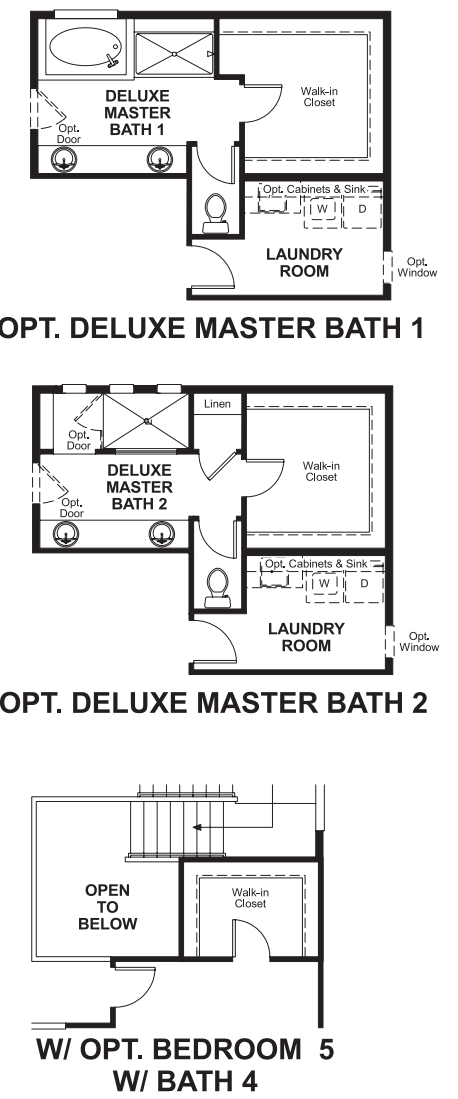 DELUXE
MASTER
BATH 1
Opt.
Door
Walk-in
Closet
Opt. Cabinets & Sink
W
D
LAUNDRY
ROOM
Opt.
Window
OPT. DELUXE MASTER BATH 1
Linen
Opt.
Door
DELUXE
MASTER
BATH 2
Opt.
Door
Walk-in
Closet
Opt. Cabinets & Sink
W
D
LAUNDRY
ROOM
Opt.
Window
OPT. DELUXE MASTER BATH 2
OPEN
TO
BELOW
Walk-in
Closet
W/ OPT. BEDROOM 5
W/ BATH 4